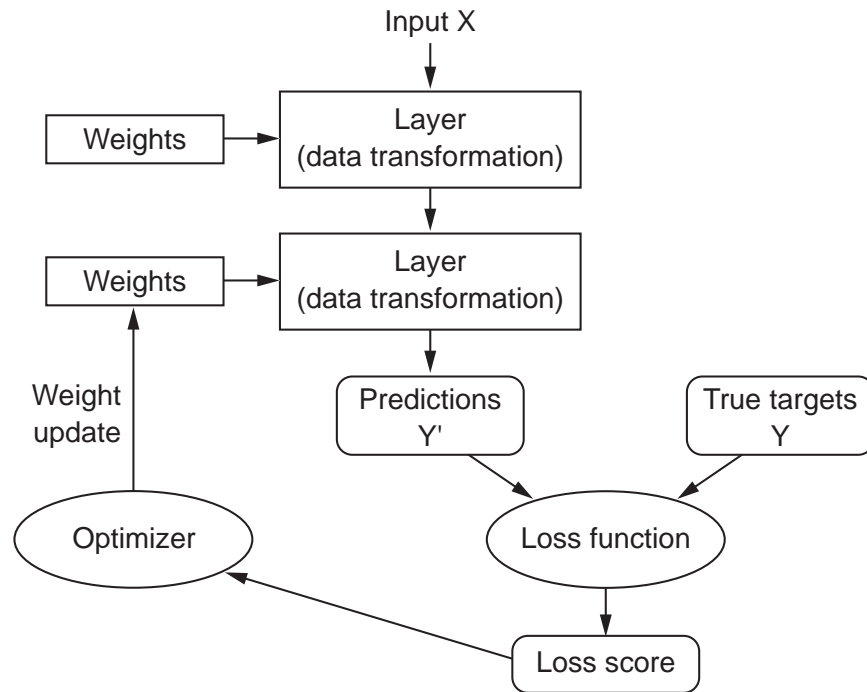 Input X
Weights
Layer
(data transformation)
Weights
Layer
(data transformation)
Weight
update
Predictions
Y'
True targets
Y
Optimizer
Loss function
Loss score